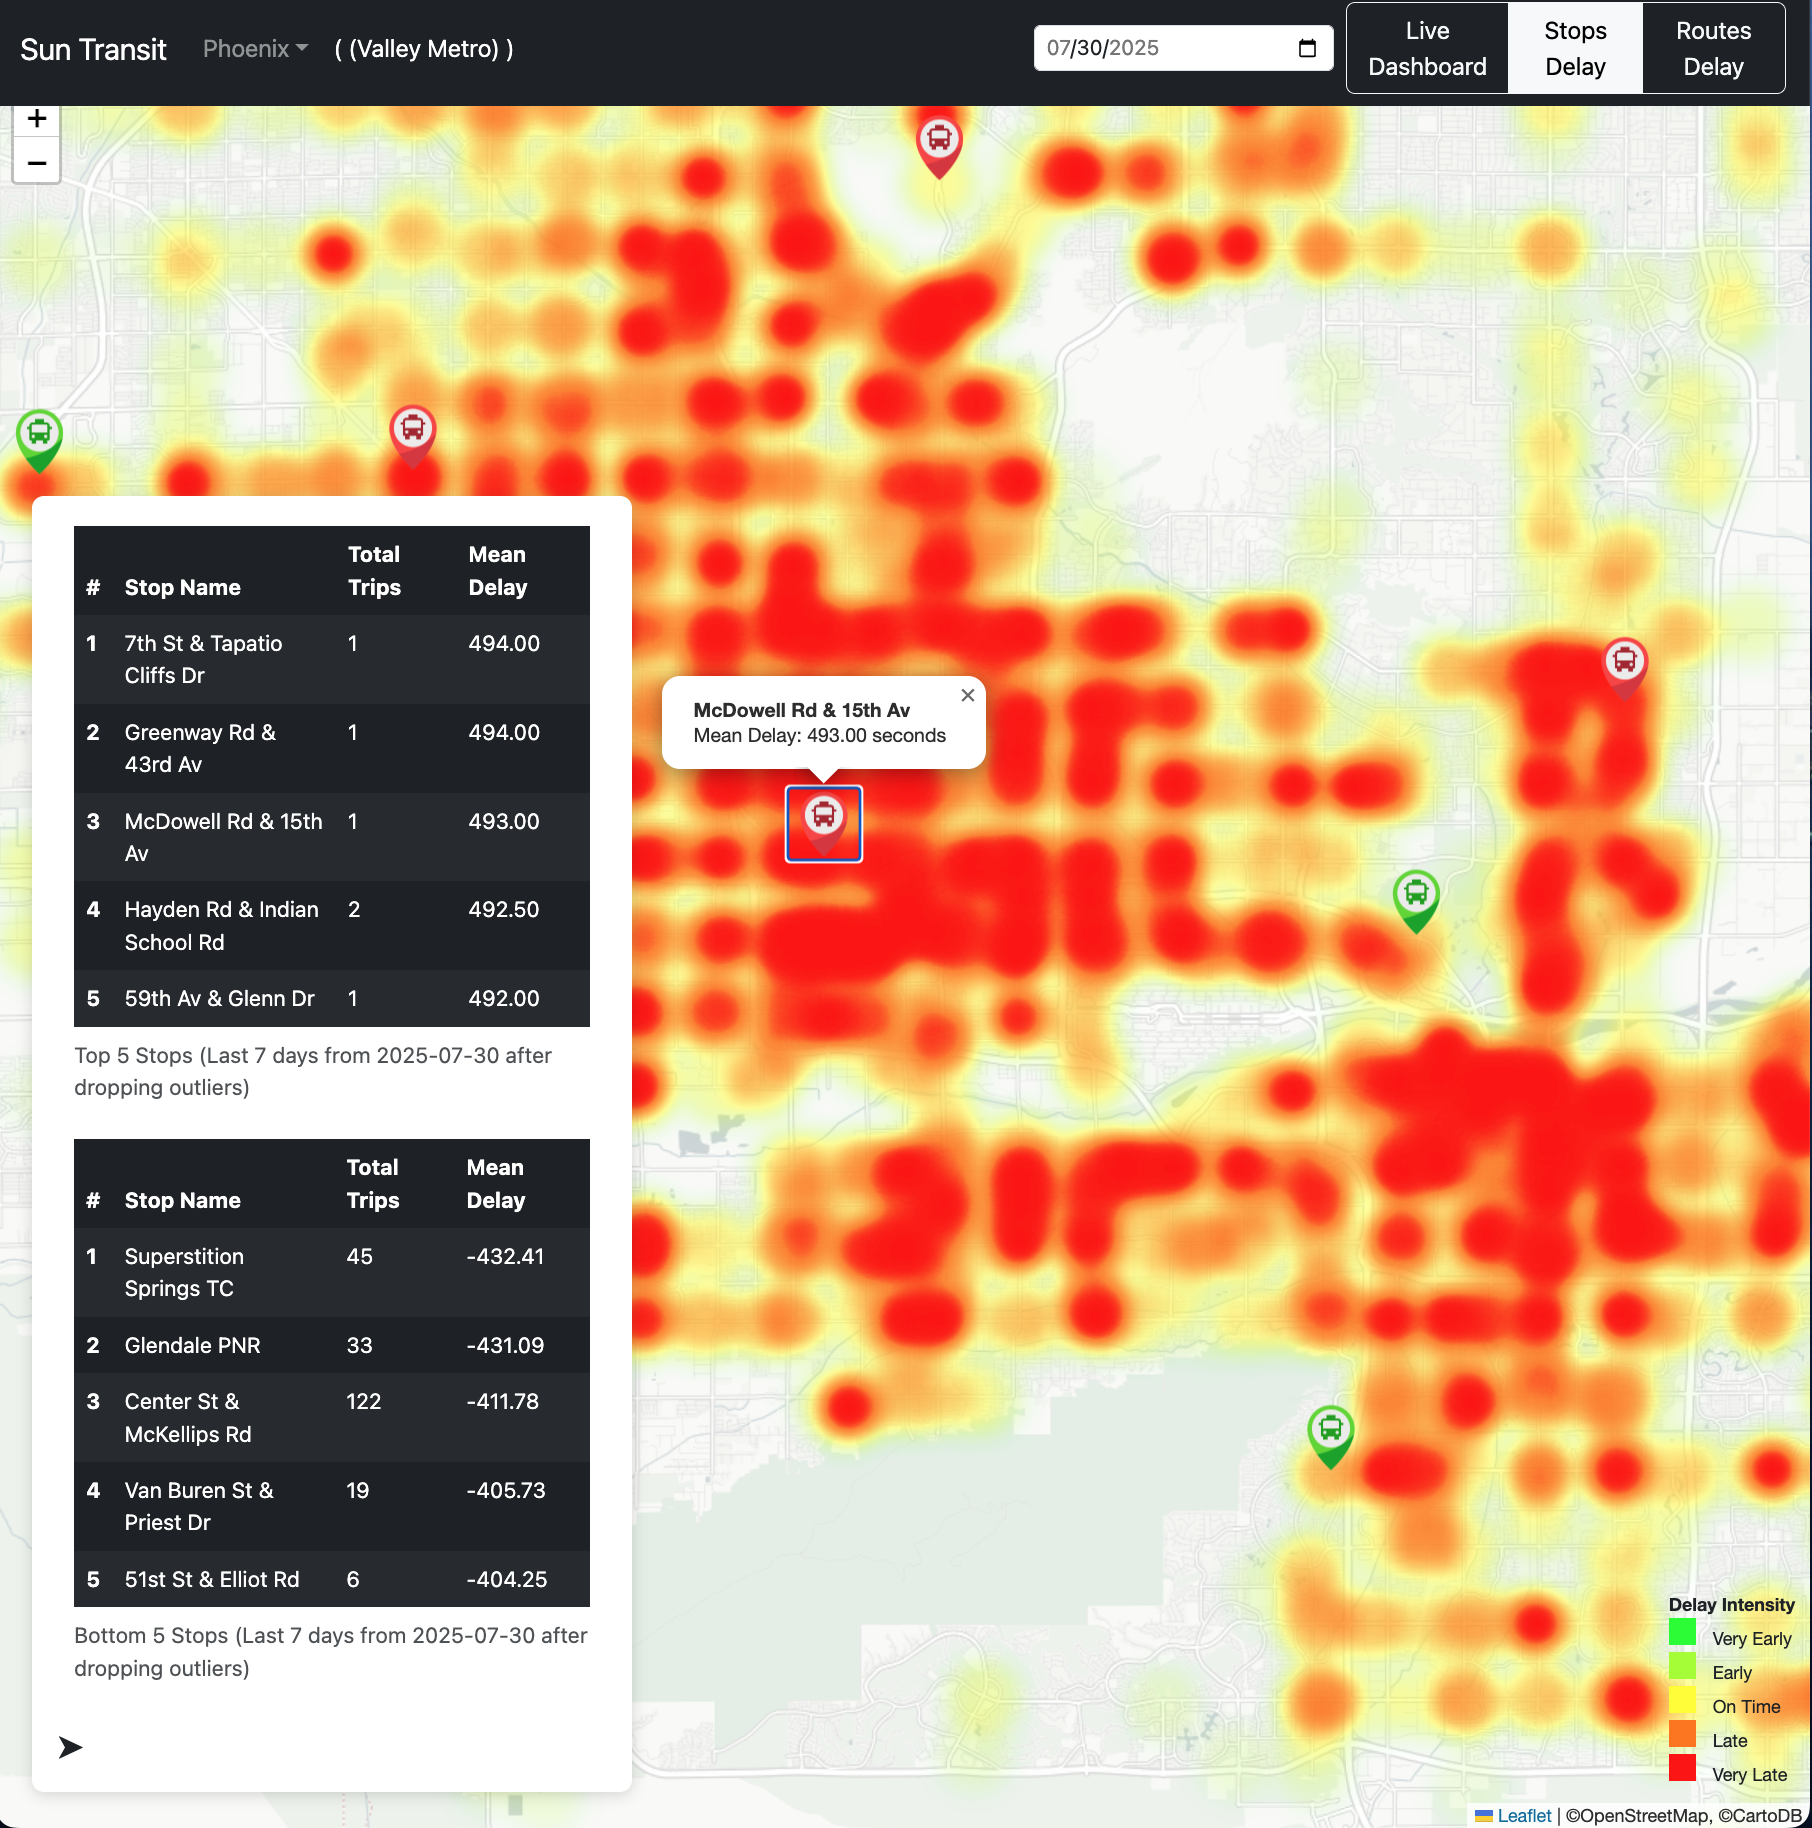 Sun Transit
Phoenix
( (Valley Metro) )
07/30/2025
Live
Dashboard
Stops
Delay
Routes
Delay
+
−
# Stop Name Total Trips Mean Delay
1 7th St & Tapatio Cliffs Dr 1 494.00
2 Greenway Rd & 43rd Av 1 494.00
3 McDowell Rd & 15th Av 1 493.00
4 Hayden Rd & Indian School Rd 2 492.50
5 59th Av & Glenn Dr 1 492.00
Top 5 Stops (Last 7 days from 2025-07-30 after
dropping outliers)
# Stop Name Total Trips Mean Delay
1 Superstition Springs TC 45 -432.41
2 Glendale PNR 33 -431.09
3 Center St & McKellips Rd 122 -411.78
4 Van Buren St & Priest Dr 19 -405.73
5 51st St & Elliot Rd 6 -404.25
Bottom 5 Stops (Last 7 days from 2025-07-30 after
dropping outliers)
McDowell Rd & 15th Av
Mean Delay: 493.00 seconds
×
Delay Intensity
Very Early
Early
On Time
Late
Very Late
Leaflet | ©OpenStreetMap, ©CartoDB